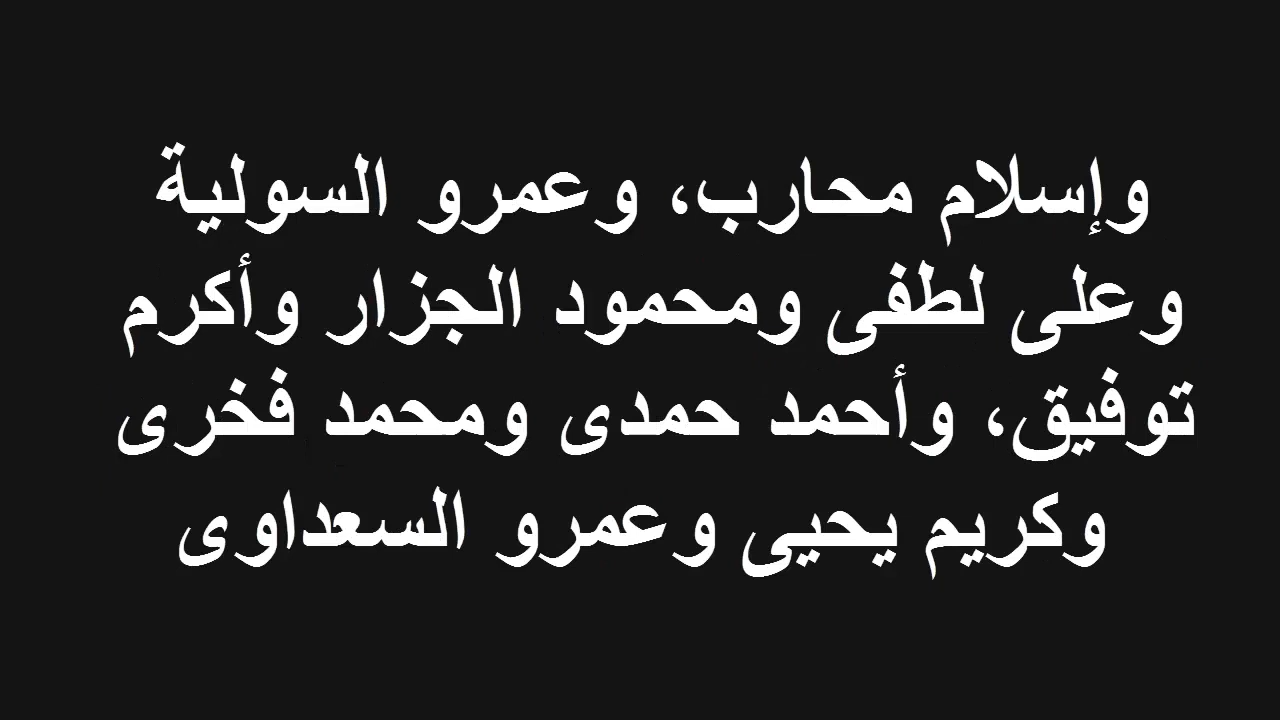 وإسلام محارب، وعمرو السولية
وعلى لطفى ومحمود الجزار وأكرم
توفيق، وأحمد حمدى ومحمد فخرى
وكريم يحيى وعمرو السعداوى